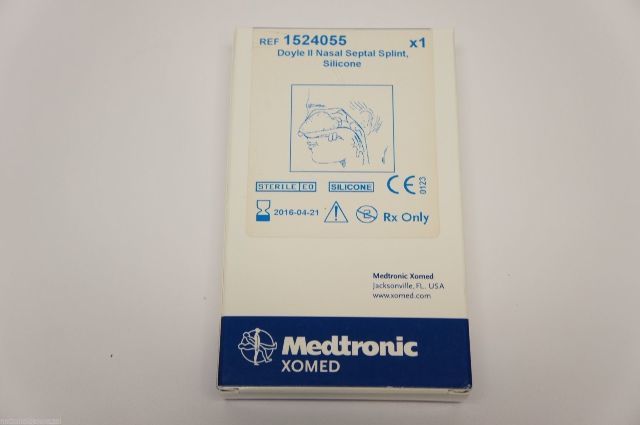 REF 1524055 x1
Doyle II Nasal Septal Splint,
Silicone
STERILE EO SILICONE CE 0123
2016-04-21 Rx Only
Medtronic Xomed
Jacksonville, FL. USA
www.xomed.com
Medtronic
XOMED